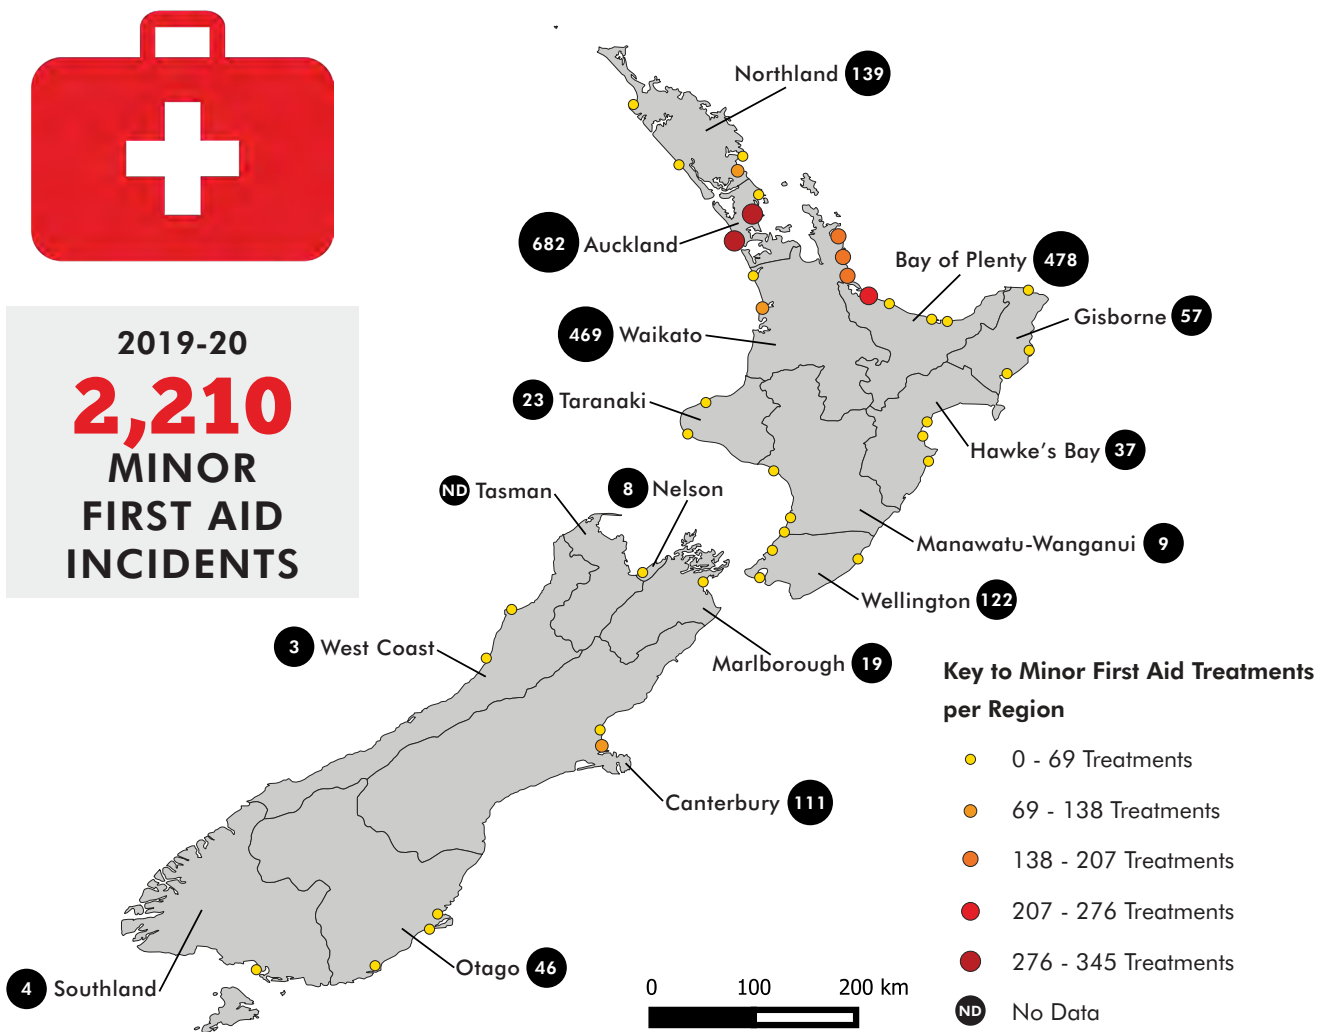 Northland 139
682 Auckland
Bay of Plenty 478
Gisborne 57
469 Waikato
2019-20
2,210
MINOR
FIRST AID
INCIDENTS
23 Taranaki
Hawke's Bay 37
ND Tasman
8 Nelson
Manawatu-Wanganui 9
Wellington 122
3 West Coast
Marlborough 19
Canterbury 111
Otago 46
4 Southland
Key to Minor First Aid Treatments
per Region
0 - 69 Treatments
69 - 138 Treatments
138 - 207 Treatments
207 - 276 Treatments
276 - 345 Treatments
ND No Data
0 100 200 km